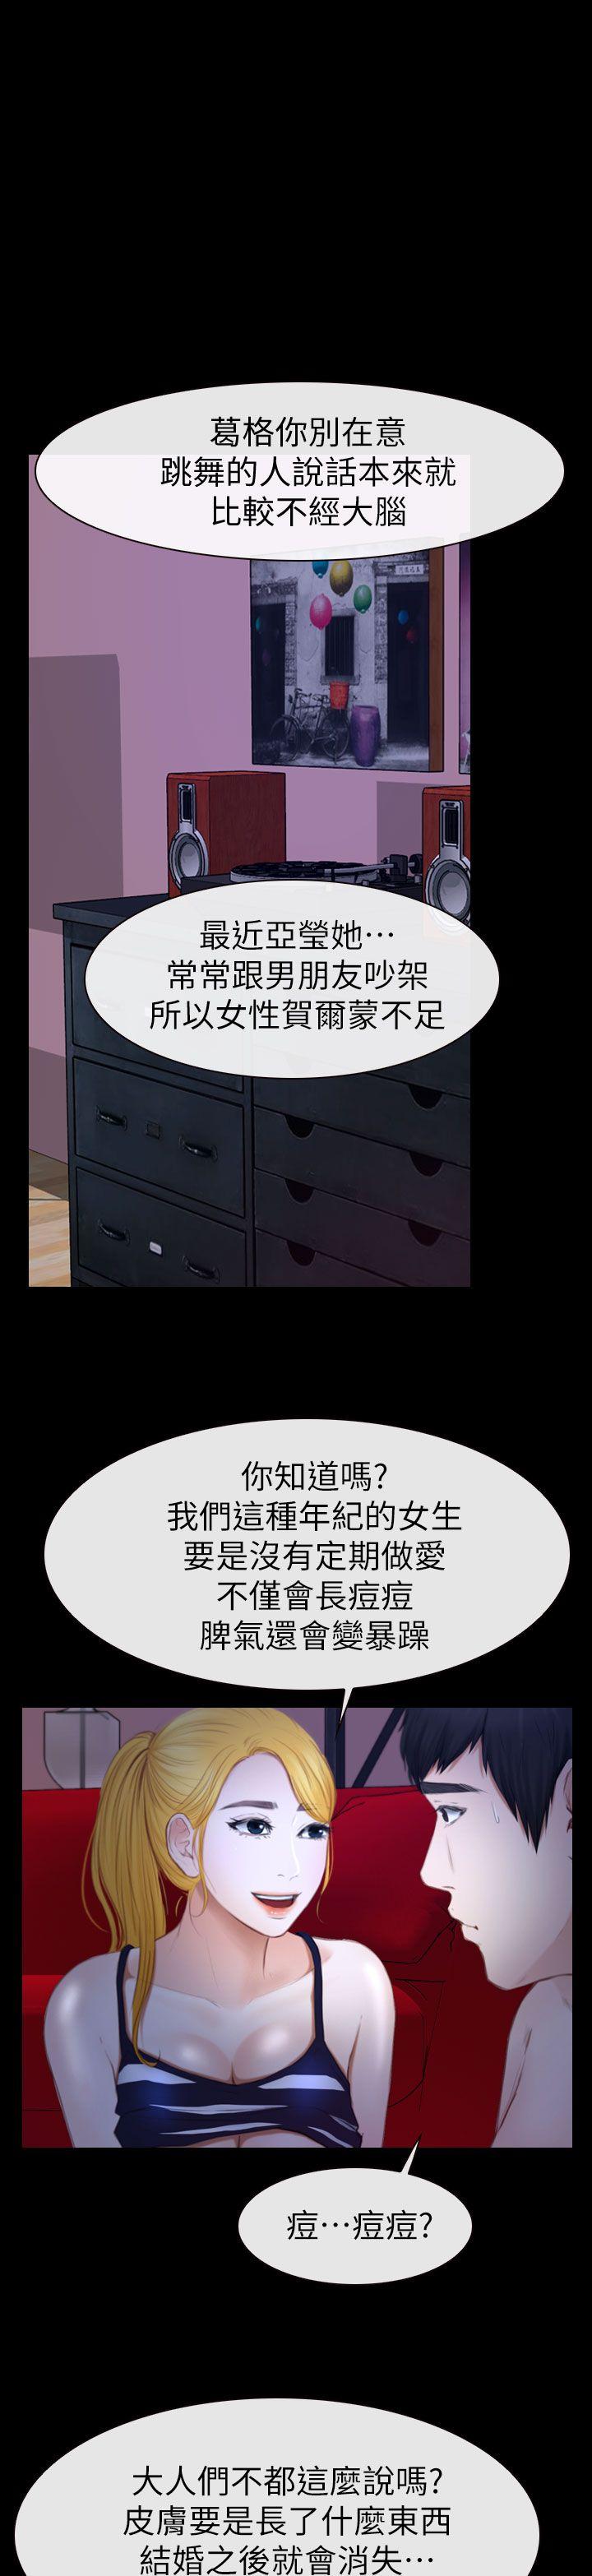 葛格你別在意
跳舞的人說話本來就
比較不經大腦
最近亞瑩她…
常常跟男朋友吵架
所以女性賀爾蒙不足
你知道嗎?
我們這種年紀的女生
要是沒有定期做愛
不僅會長痘痘
脾氣還會變暴躁
痘…痘痘?
大人們不都這麼說嗎?
皮膚要是長了什麼東西
結婚之後就會消失…